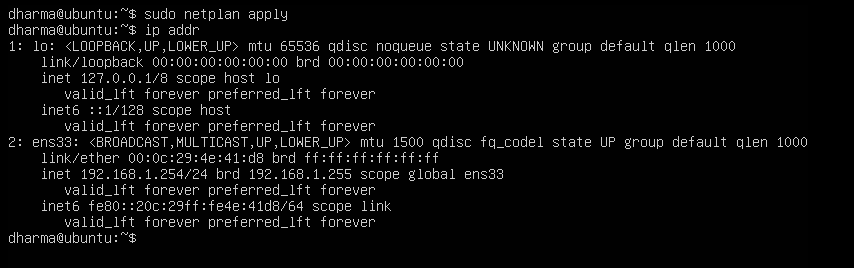 dharma@ubuntu:~$ sudo netplan apply
dharma@ubuntu:~$ ip addr
1: lo: <LOOPBACK,UP,LOWER_UP> mtu 65536 qdisc noqueue state UNKNOWN group default qlen 1000
    link/loopback 00:00:00:00:00:00 brd 00:00:00:00:00:00
    inet 127.0.0.1/8 scope host lo
       valid_lft forever preferred_lft forever
    inet6 ::1/128 scope host
       valid_lft forever preferred_lft forever
2: ens33: <BROADCAST,MULTICAST,UP,LOWER_UP> mtu 1500 qdisc fq_codel state UP group default qlen 1000
    link/ether 00:0c:29:4e:41:d8 brd ff:ff:ff:ff:ff:ff
    inet 192.168.1.254/24 brd 192.168.1.255 scope global ens33
       valid_lft forever preferred_lft forever
    inet6 fe80::20c:29ff:fe4e:41d8/64 scope link
       valid_lft forever preferred_lft forever
dharma@ubuntu:~$